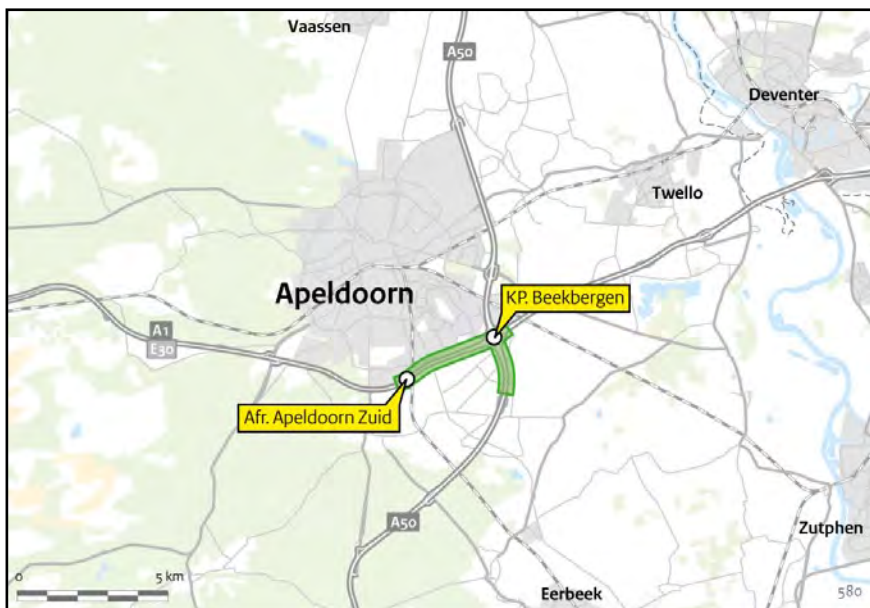 Vaassen
A50
Deventer
Twello
Apeldoorn
KP. Beekbergen
A1
E30
Afr. Apeldoorn Zuid
A50
Zutphen
0
5 km
Eerbeek
580